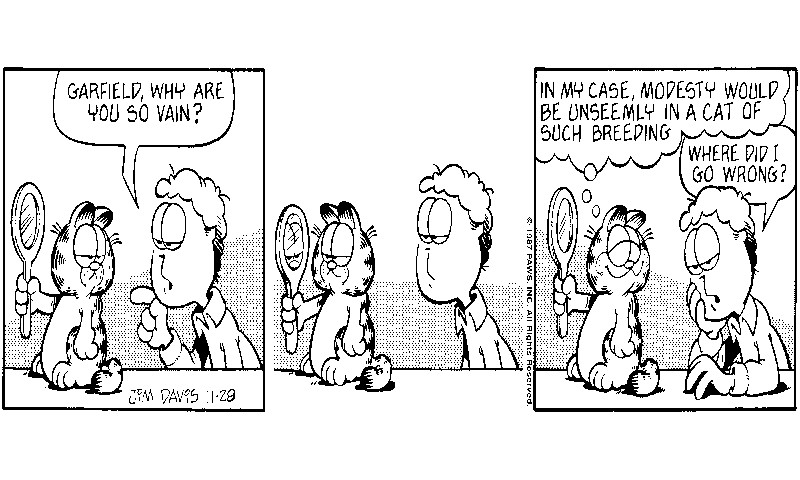 GARFIELD, WHY ARE
YOU SO VAIN?
JIM DAVIS 1-28
© 1987 PAWS, INC. All Rights Reserved.
IN MY CASE, MODESTY WOULD
BE UNSEEMLY IN A CAT OF
SUCH BREEDING
WHERE DID I
GO WRONG?